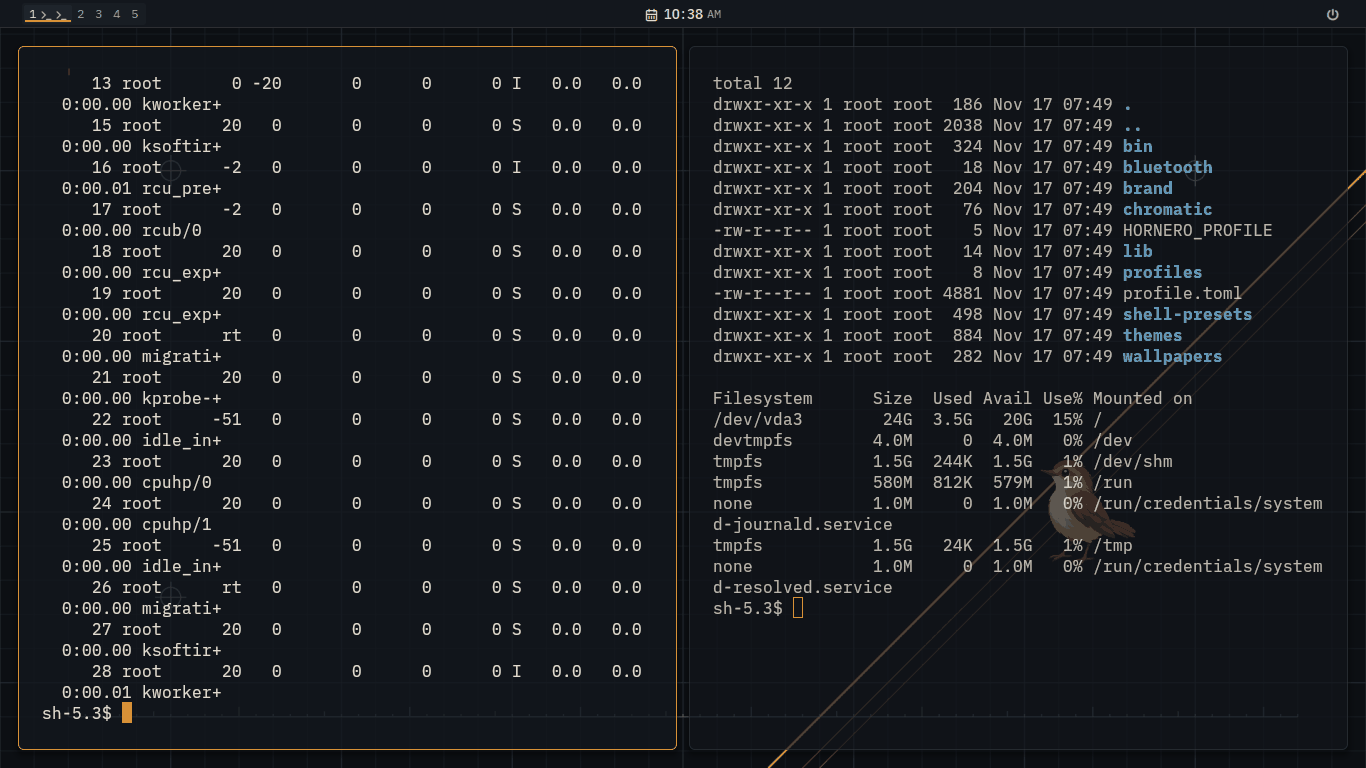 1 2 3 4 5
10:38 AM
13 root 0 -20 0 0 0 I 0.0 0.0
0:00.00 kworker+
15 root 20 0 0 0 0 S 0.0 0.0
0:00.00 ksoftir+
16 root -2 0 0 0 0 I 0.0 0.0
0:00.01 rcu_pre+
17 root -2 0 0 0 0 S 0.0 0.0
0:00.00 rcub/0
18 root 20 0 0 0 0 S 0.0 0.0
0:00.00 rcu_exp+
19 root 20 0 0 0 0 S 0.0 0.0
0:00.00 rcu_exp+
20 root rt 0 0 0 0 S 0.0 0.0
0:00.00 migrati+
21 root 20 0 0 0 0 S 0.0 0.0
0:00.00 kprobe-+
22 root -51 0 0 0 0 S 0.0 0.0
0:00.00 idle_in+
23 root 20 0 0 0 0 S 0.0 0.0
0:00.00 cpuhp/0
24 root 20 0 0 0 0 S 0.0 0.0
0:00.00 cpuhp/1
25 root -51 0 0 0 0 S 0.0 0.0
0:00.00 idle_in+
26 root rt 0 0 0 0 S 0.0 0.0
0:00.00 migrati+
27 root 20 0 0 0 0 S 0.0 0.0
0:00.00 ksoftir+
28 root 20 0 0 0 0 I 0.0 0.0
0:00.01 kworker+
sh-5.3$
total 12
drwxr-xr-x 1 root root 186 Nov 17 07:49 .
drwxr-xr-x 1 root root 2038 Nov 17 07:49 ..
drwxr-xr-x 1 root root 324 Nov 17 07:49 bin
drwxr-xr-x 1 root root 18 Nov 17 07:49 bluetooth
drwxr-xr-x 1 root root 204 Nov 17 07:49 brand
drwxr-xr-x 1 root root 76 Nov 17 07:49 chromatic
-rw-r--r-- 1 root root 5 Nov 17 07:49 HORNERO_PROFILE
drwxr-xr-x 1 root root 14 Nov 17 07:49 lib
drwxr-xr-x 1 root root 8 Nov 17 07:49 profiles
-rw-r--r-- 1 root root 4881 Nov 17 07:49 profile.toml
drwxr-xr-x 1 root root 498 Nov 17 07:49 shell-presets
drwxr-xr-x 1 root root 884 Nov 17 07:49 themes
drwxr-xr-x 1 root root 282 Nov 17 07:49 wallpapers
Filesystem Size Used Avail Use% Mounted on
/dev/vda3 24G 3.5G 20G 15% /
devtmpfs 4.0M 0 4.0M 0% /dev
tmpfs 1.5G 244K 1.5G 1% /dev/shm
tmpfs 580M 812K 579M 1% /run
none 1.0M 0 1.0M 0% /run/credentials/system
d-journald.service
tmpfs 1.5G 24K 1.5G 1% /tmp
none 1.0M 0 1.0M 0% /run/credentials/system
d-resolved.service
sh-5.3$